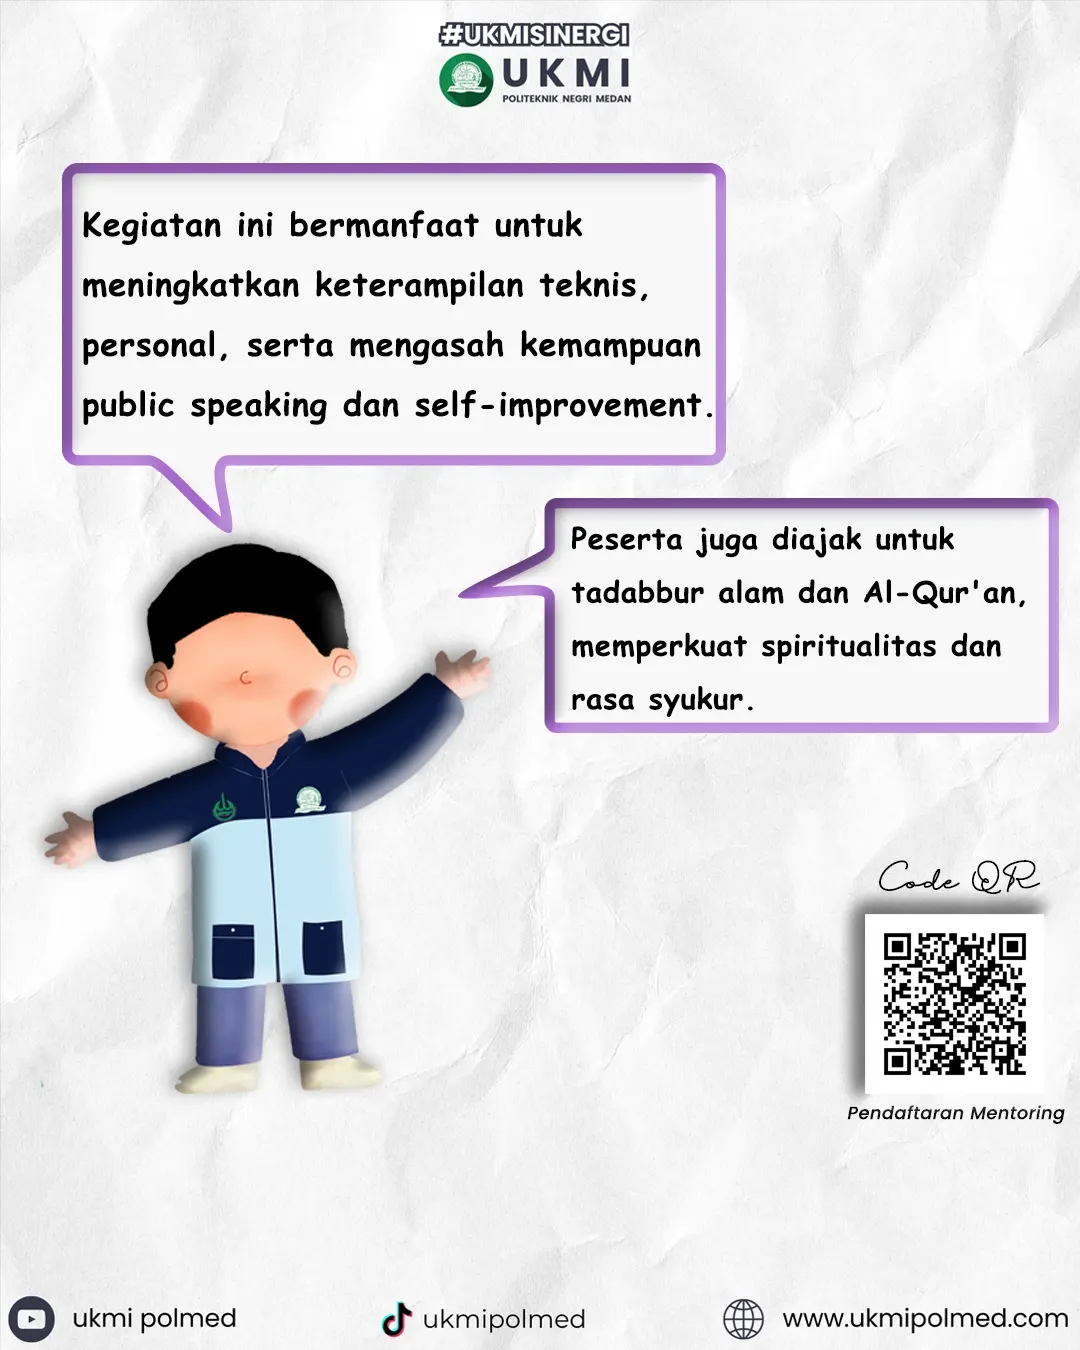 #UKMISINERGI
UKMI
POLITEKNIK NEGRI MEDAN
Kegiatan ini bermanfaat untuk
meningkatkan keterampilan teknis,
personal, serta mengasah kemampuan
public speaking dan self-improvement.
Peserta juga diajak untuk
tadabbur alam dan Al-Qur'an,
memperkuat spiritualitas dan
rasa syukur.
Code QR
Pendaftaran Mentoring
ukmi polmed
ukmipolmed
www.ukmipolmed.com